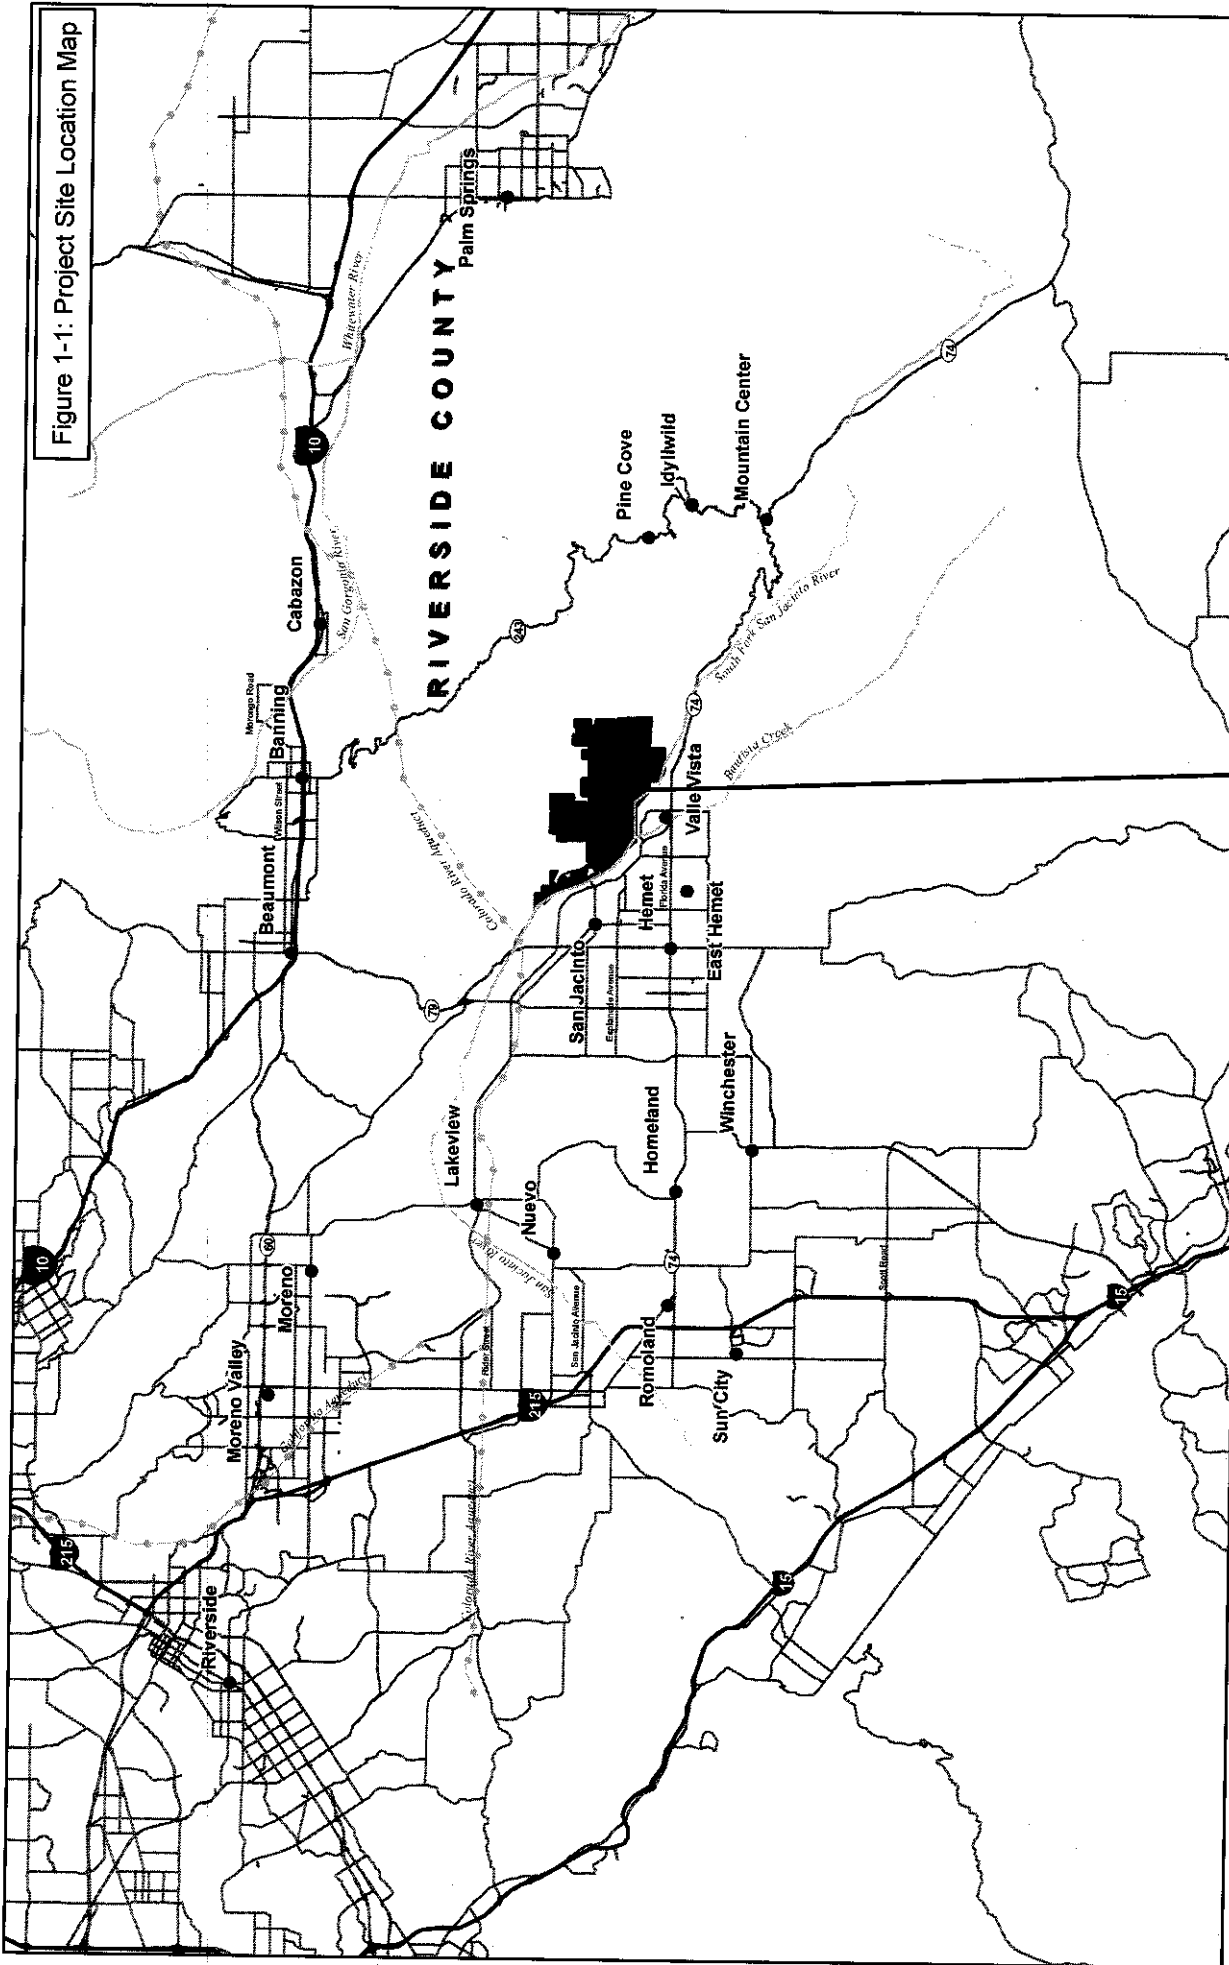 Figure 1-1: Project Site Location Map
10
215
Riverside
Moreno Valley
60
Moreno
Beaumont
Wilson Street
Banning
Morongo Road
Cabazon
San Gorgonio River
10
Whitewater River
Palm Springs
RIVERSIDE COUNTY
79
Colorado River Aqueduct
243
Colorado River Aqueduct
Lakeview
Rider Street
San Jacinto River
Nuevo
215
San Jacinto Avenue
San Jacinto
Esplanade Avenue
Hemet
Florida Avenue
East Hemet
Valle Vista
74
Bautista Creek
South Fork San Jacinto River
Pine Cove
Idyllwild
Mountain Center
74
Homeland
74
Romoland
Winchester
Sun City
Scott Road
15
15